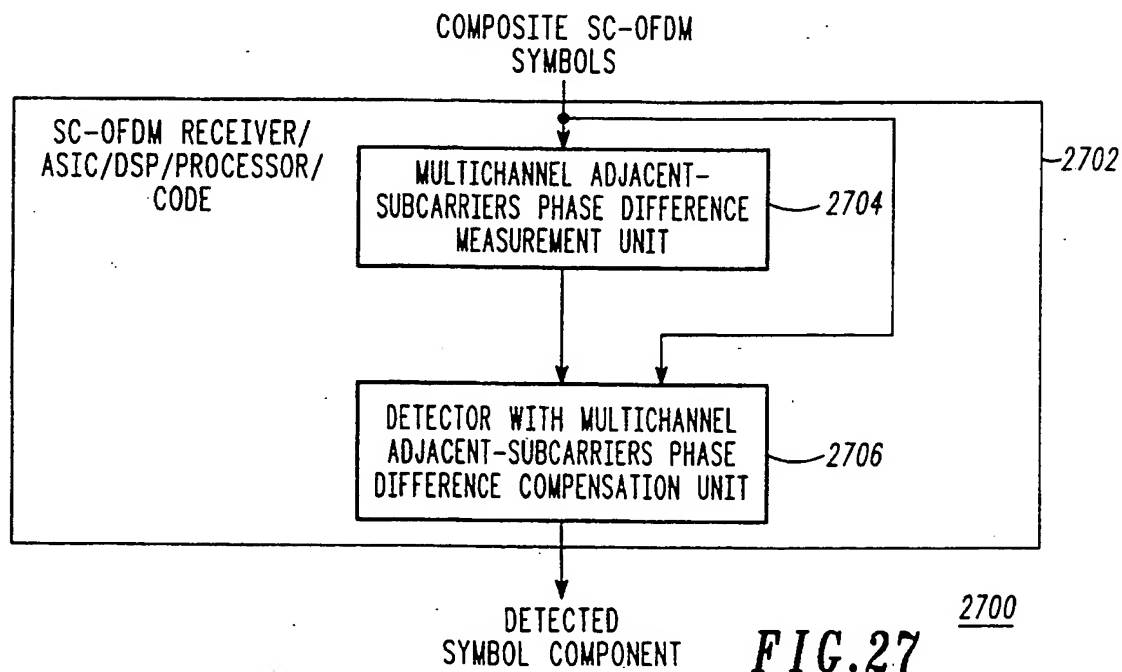 COMPOSITE SC-OFDM
SYMBOLS
SC-OFDM RECEIVER/
ASIC/DSP/PROCESSOR/
CODE
2702
MULTICHANNEL ADJACENT-
SUBCARRIERS PHASE DIFFERENCE
MEASUREMENT UNIT
2704
DETECTOR WITH MULTICHANNEL
ADJACENT-SUBCARRIERS PHASE
DIFFERENCE COMPENSATION UNIT
2706
DETECTED
SYMBOL COMPONENT
2700
FIG.27